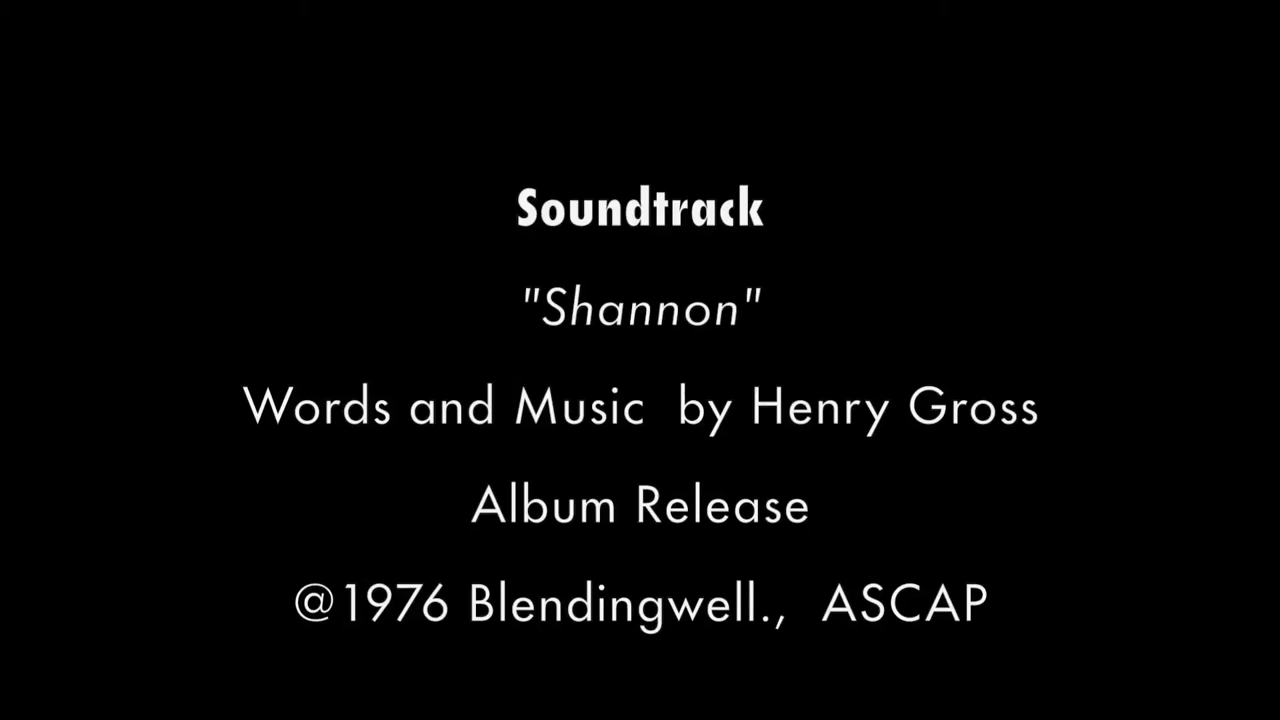 Soundtrack
"Shannon"
Words and Music  by Henry Gross
Album Release
@1976 Blendingwell.,  ASCAP